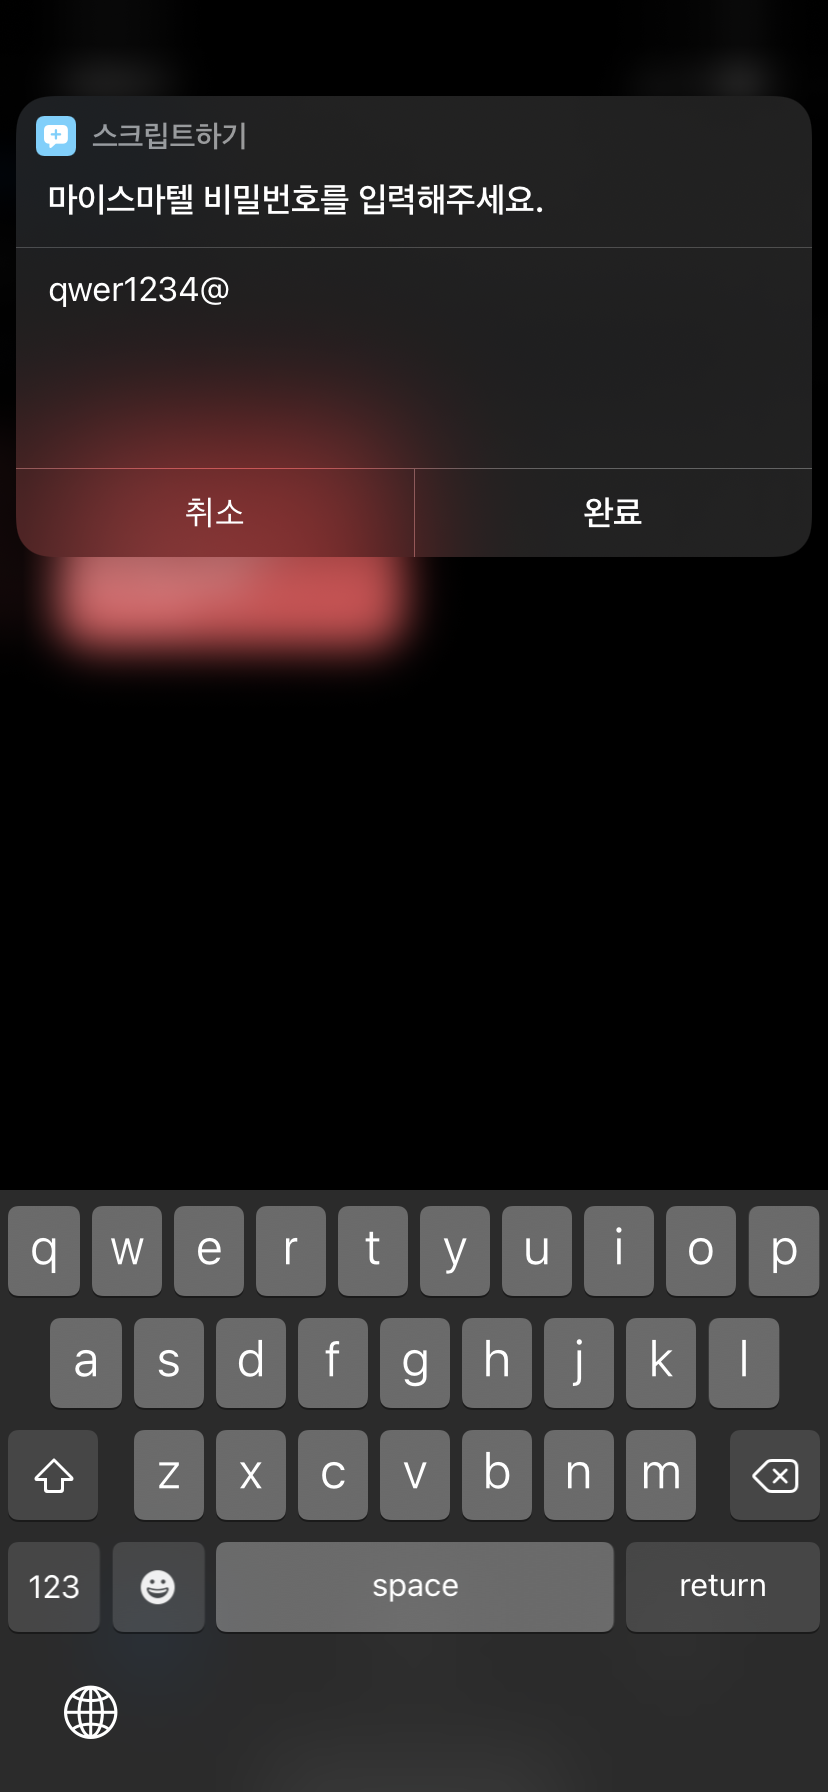 스크립트하기
마이스마텔 비밀번호를 입력해주세요.
qwer1234@
취소 완료
q w e r t y u i o p
a s d f g h j k l
z x c v b n m
123 space return